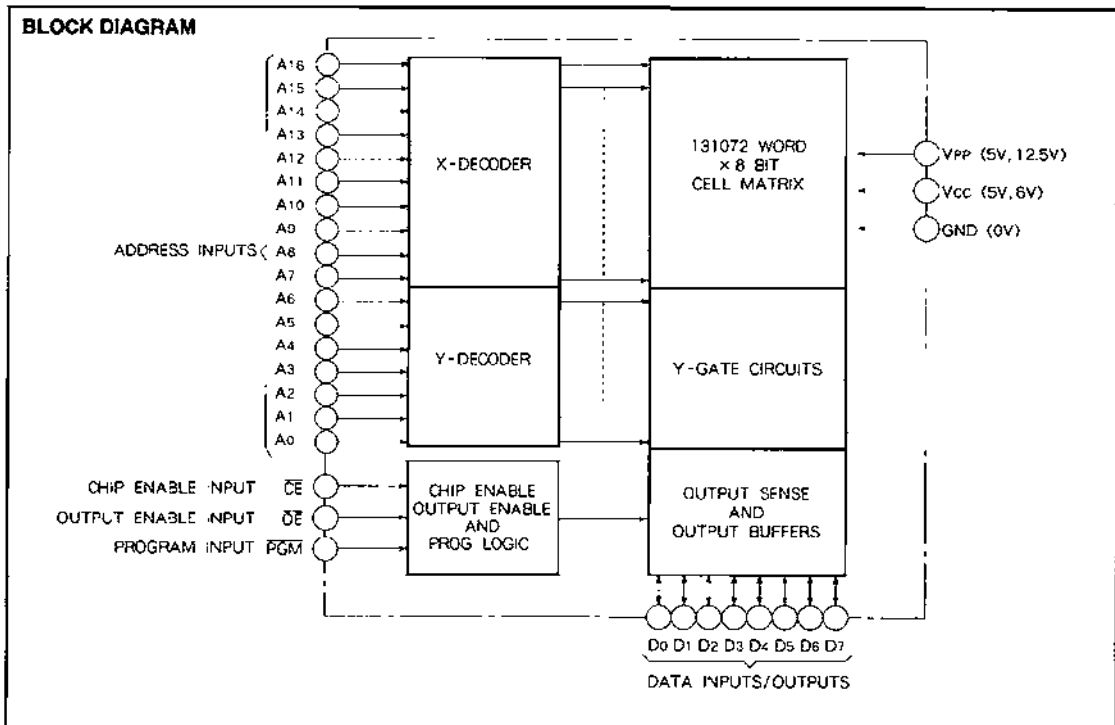 BLOCK DIAGRAM
A16
A15
A14
A13
A12
A11
A10
A9
ADDRESS INPUTS
A8
A7
A6
A5
A4
A3
A2
A1
A0
X-DECODER
Y-DECODER
131072 WORD
× 8 BIT
CELL MATRIX
Y-GATE CIRCUITS
VPP (5V, 12.5V)
VCC (5V, 6V)
GND (0V)
CHIP ENABLE INPUT C̅E̅
OUTPUT ENABLE INPUT O̅E̅
PROGRAM INPUT P̅G̅M̅
CHIP ENABLE
OUTPUT ENABLE
AND
PROG LOGIC
OUTPUT SENSE
AND
OUTPUT BUFFERS
D0 D1 D2 D3 D4 D5 D6 D7
DATA INPUTS/OUTPUTS